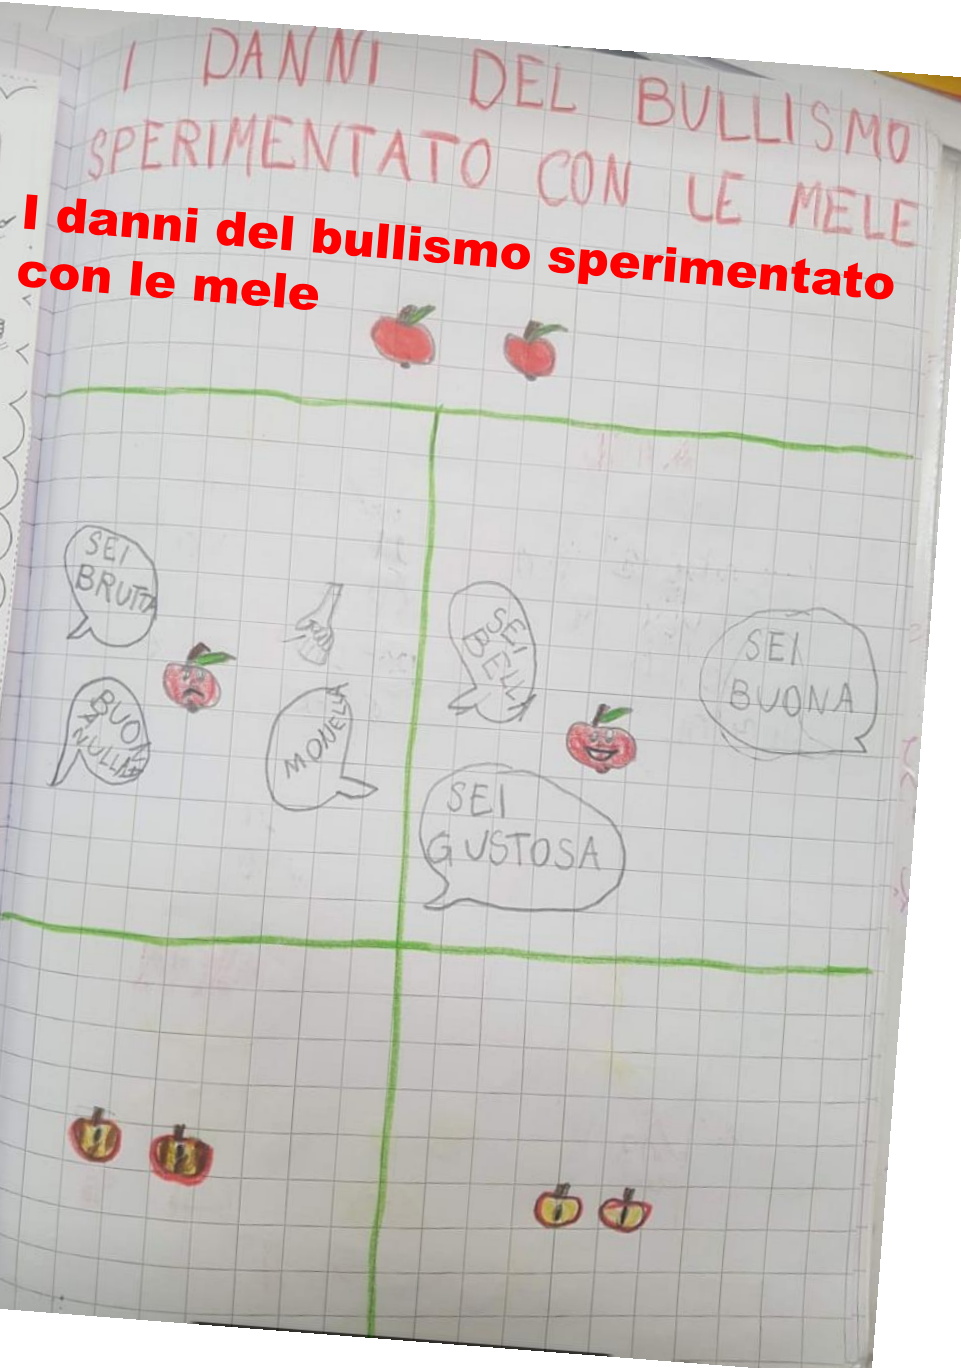 I DANNI DEL BULLISMO
SPERIMENTATO CON LE MELE
I danni del bullismo sperimentato
con le mele
SEI
BRUTTA
BUONA
A
NULLA
MONELLA
SEI
BELLA
SEI
BUONA
SEI
GUSTOSA